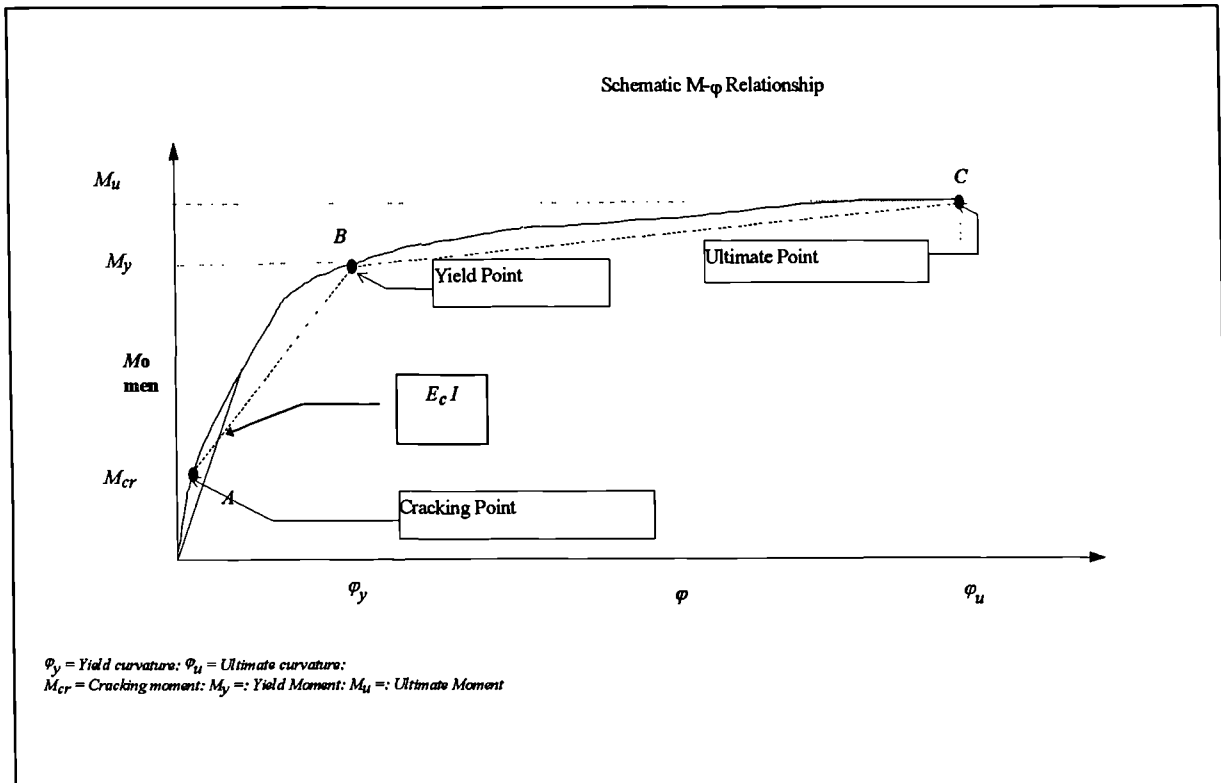 Schematic M-φ Relationship
M_u
C
B
Ultimate Point
M_y
Yield Point
Mo
men
E_c I
M_cr
A
Cracking Point
φ_y
φ
φ_u
φ_y = Yield curvature; φ_u = Ultimate curvature;
M_cr = Cracking moment; M_y =: Yield Moment; M_u =: Ultimate Moment